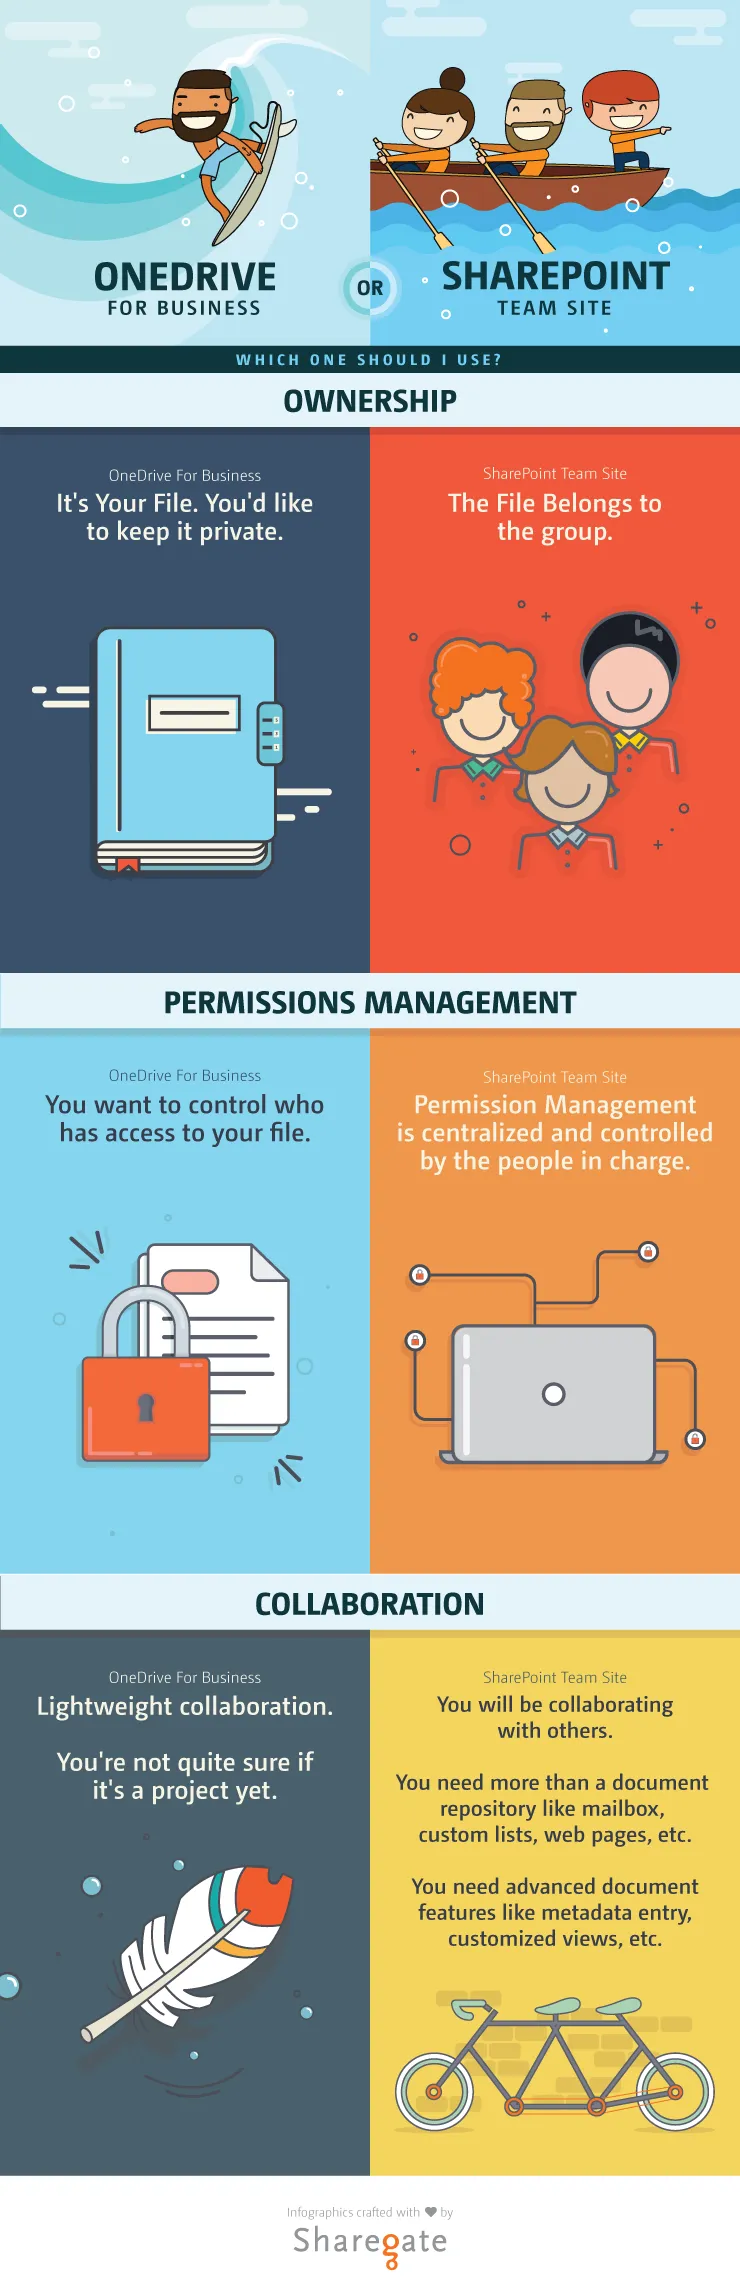 ONEDRIVE
FOR BUSINESS
OR
SHAREPOINT
TEAM SITE
WHICH ONE SHOULD I USE?
OWNERSHIP
OneDrive For Business
It's Your File. You'd like
to keep it private.
SharePoint Team Site
The File Belongs to
the group.
PERMISSIONS MANAGEMENT
OneDrive For Business
You want to control who
has access to your file.
SharePoint Team Site
Permission Management
is centralized and controlled
by the people in charge.
COLLABORATION
OneDrive For Business
Lightweight collaboration.
You're not quite sure if
it's a project yet.
SharePoint Team Site
You will be collaborating
with others.
You need more than a document
repository like mailbox,
custom lists, web pages, etc.
You need advanced document
features like metadata entry,
customized views, etc.
Infographics crafted with ❤ by
Sharegate